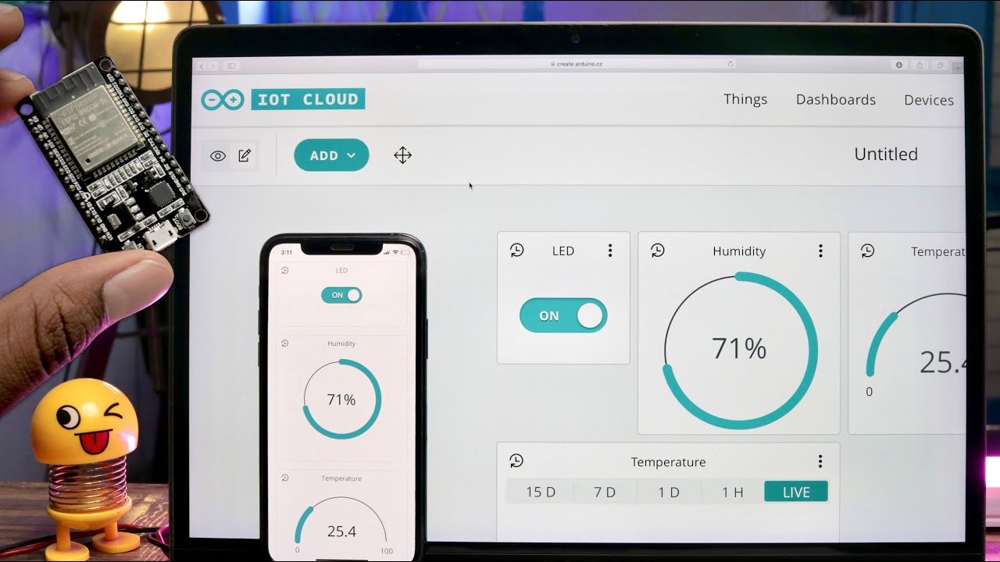 create.arduino.cc
IOT CLOUD
Things Dashboards Devices
ADD
Untitled
LED
ON
Humidity
71%
Temperat
25.4
0
Temperature
15 D 7 D 1 D 1 H LIVE
3:11
LED
ON
Humidity
71%
Temperature
25.4
0 100